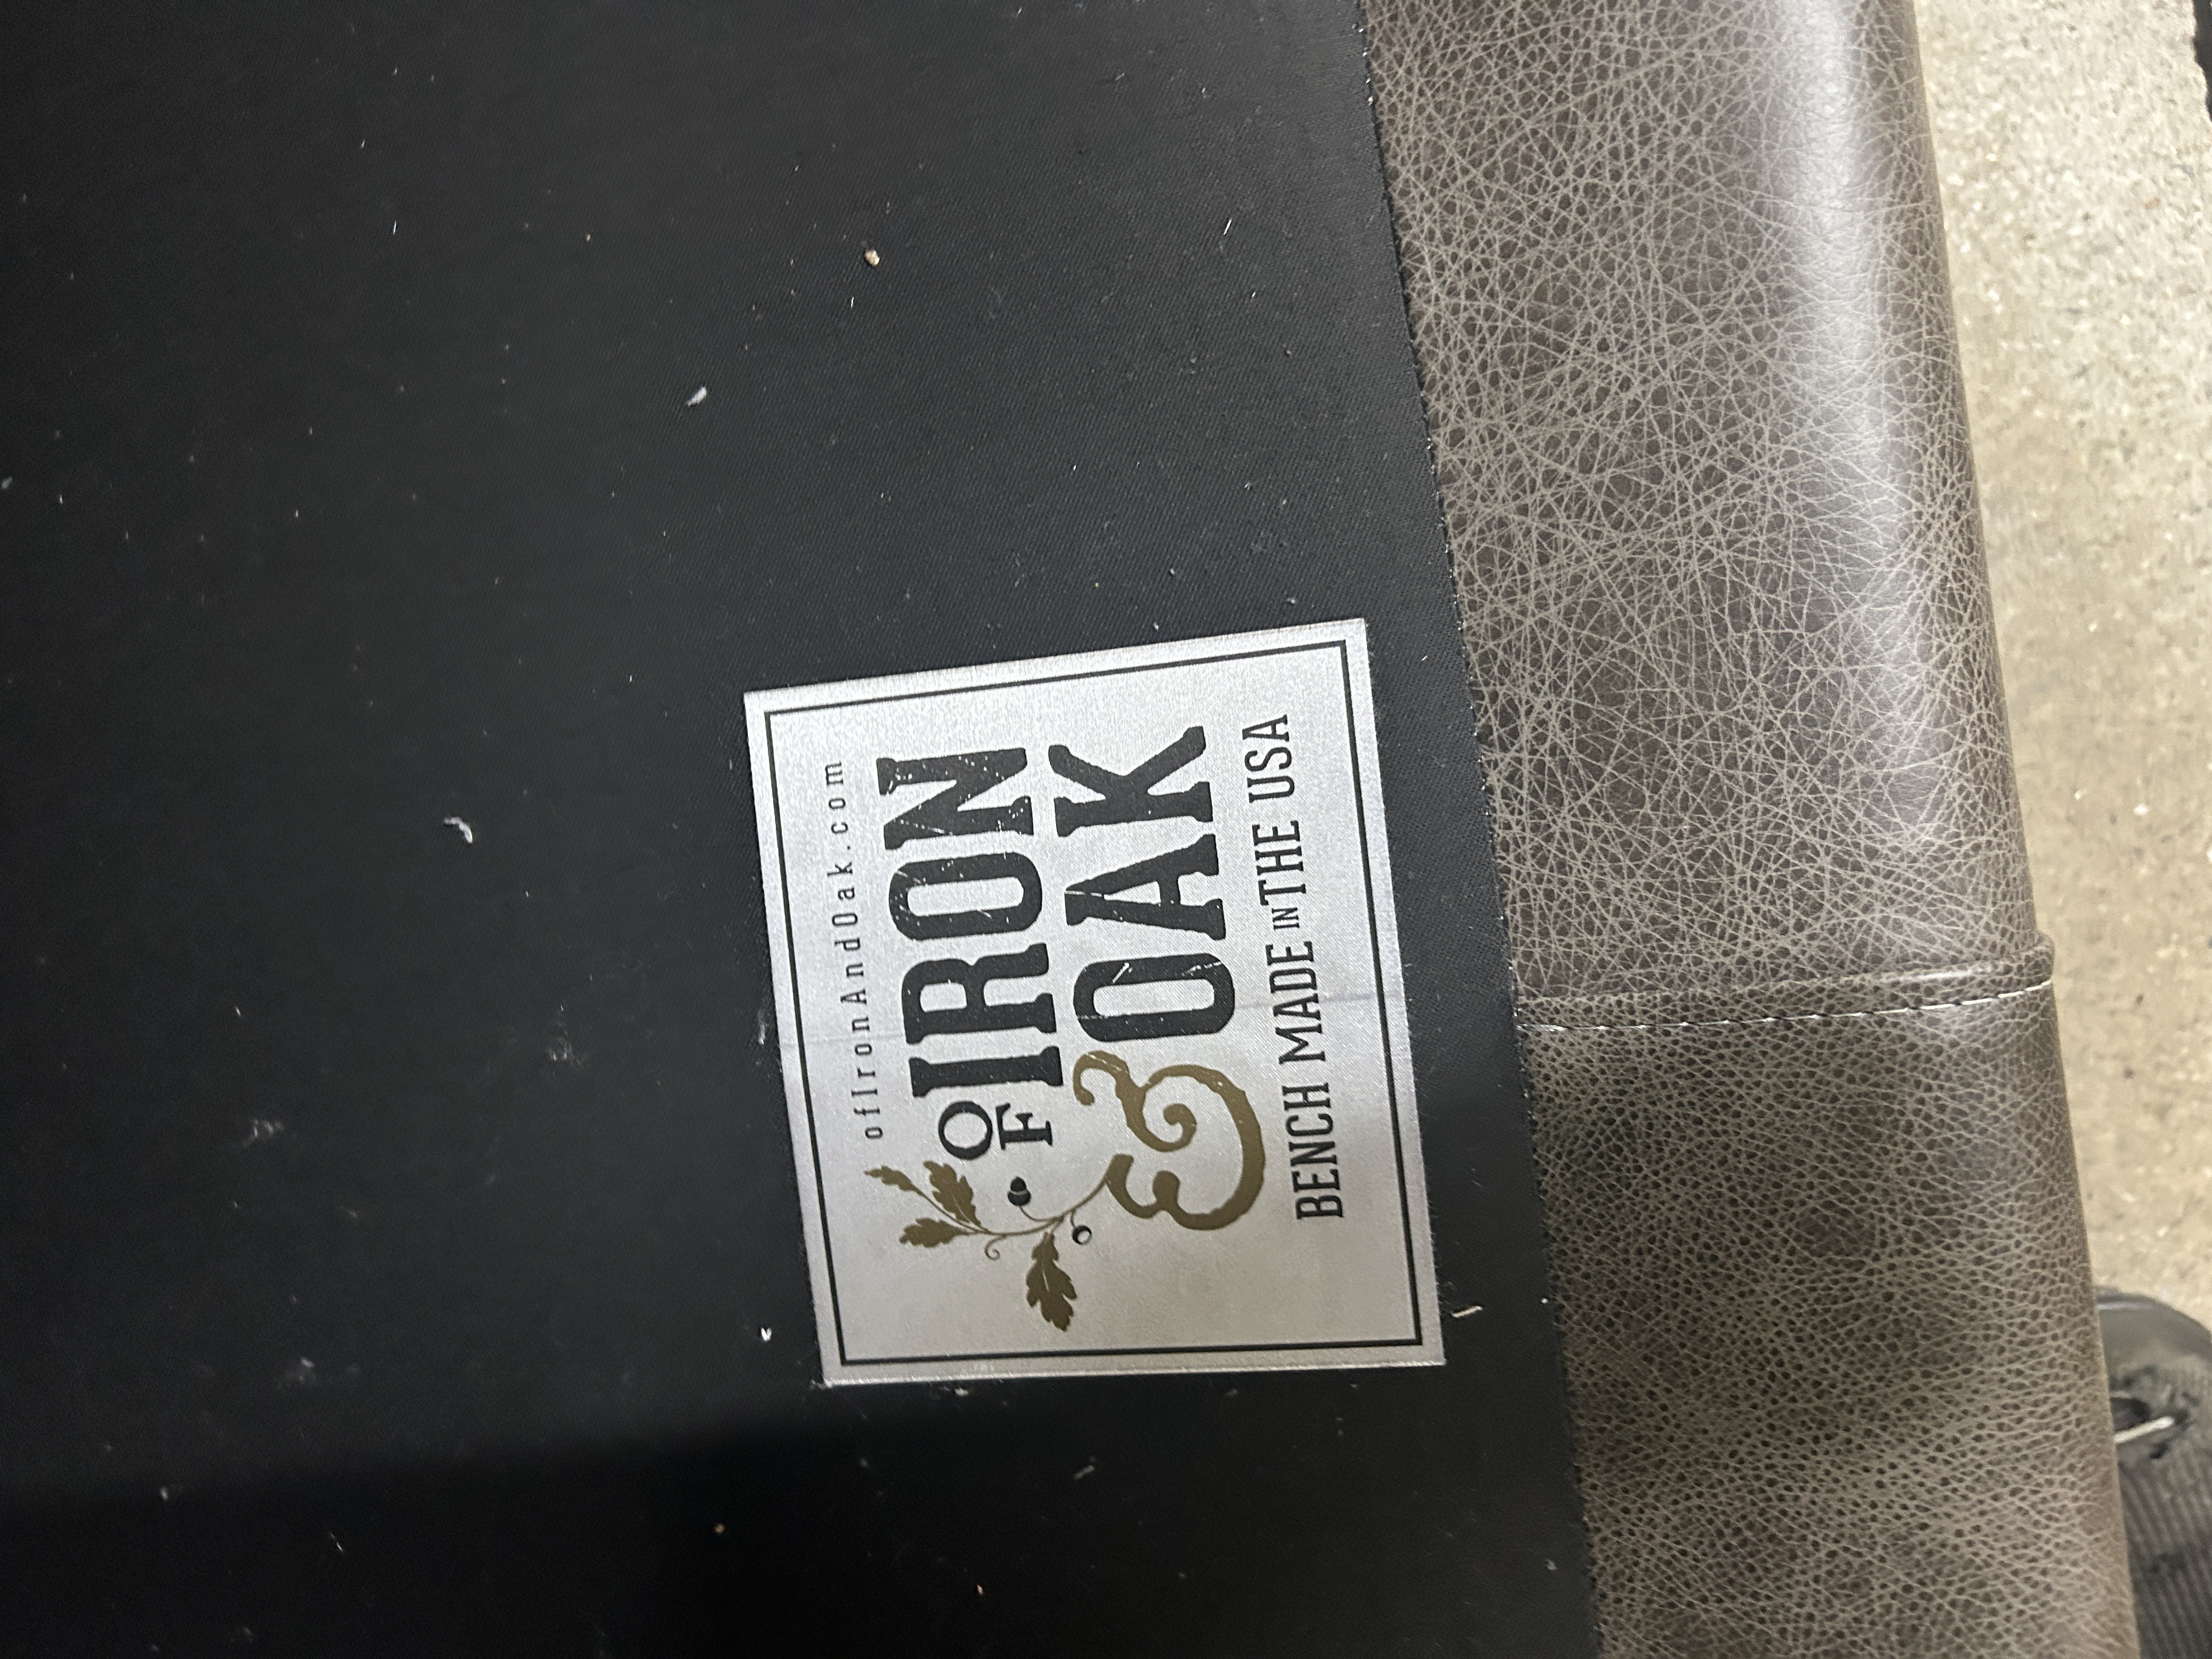 ofIronAndOak.com
OF IRON
& OAK
BENCH MADE IN THE USA